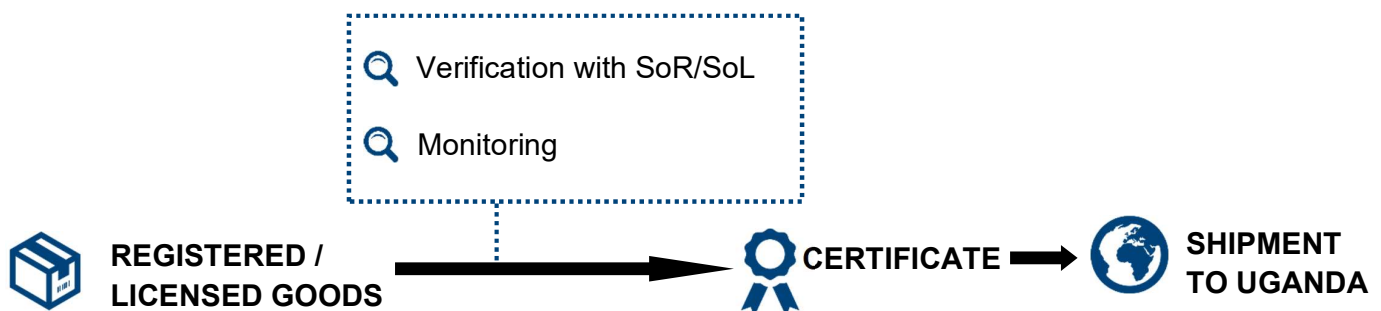 Verification with SoR/SoL
Monitoring
REGISTERED /
LICENSED GOODS
CERTIFICATE
SHIPMENT
TO UGANDA